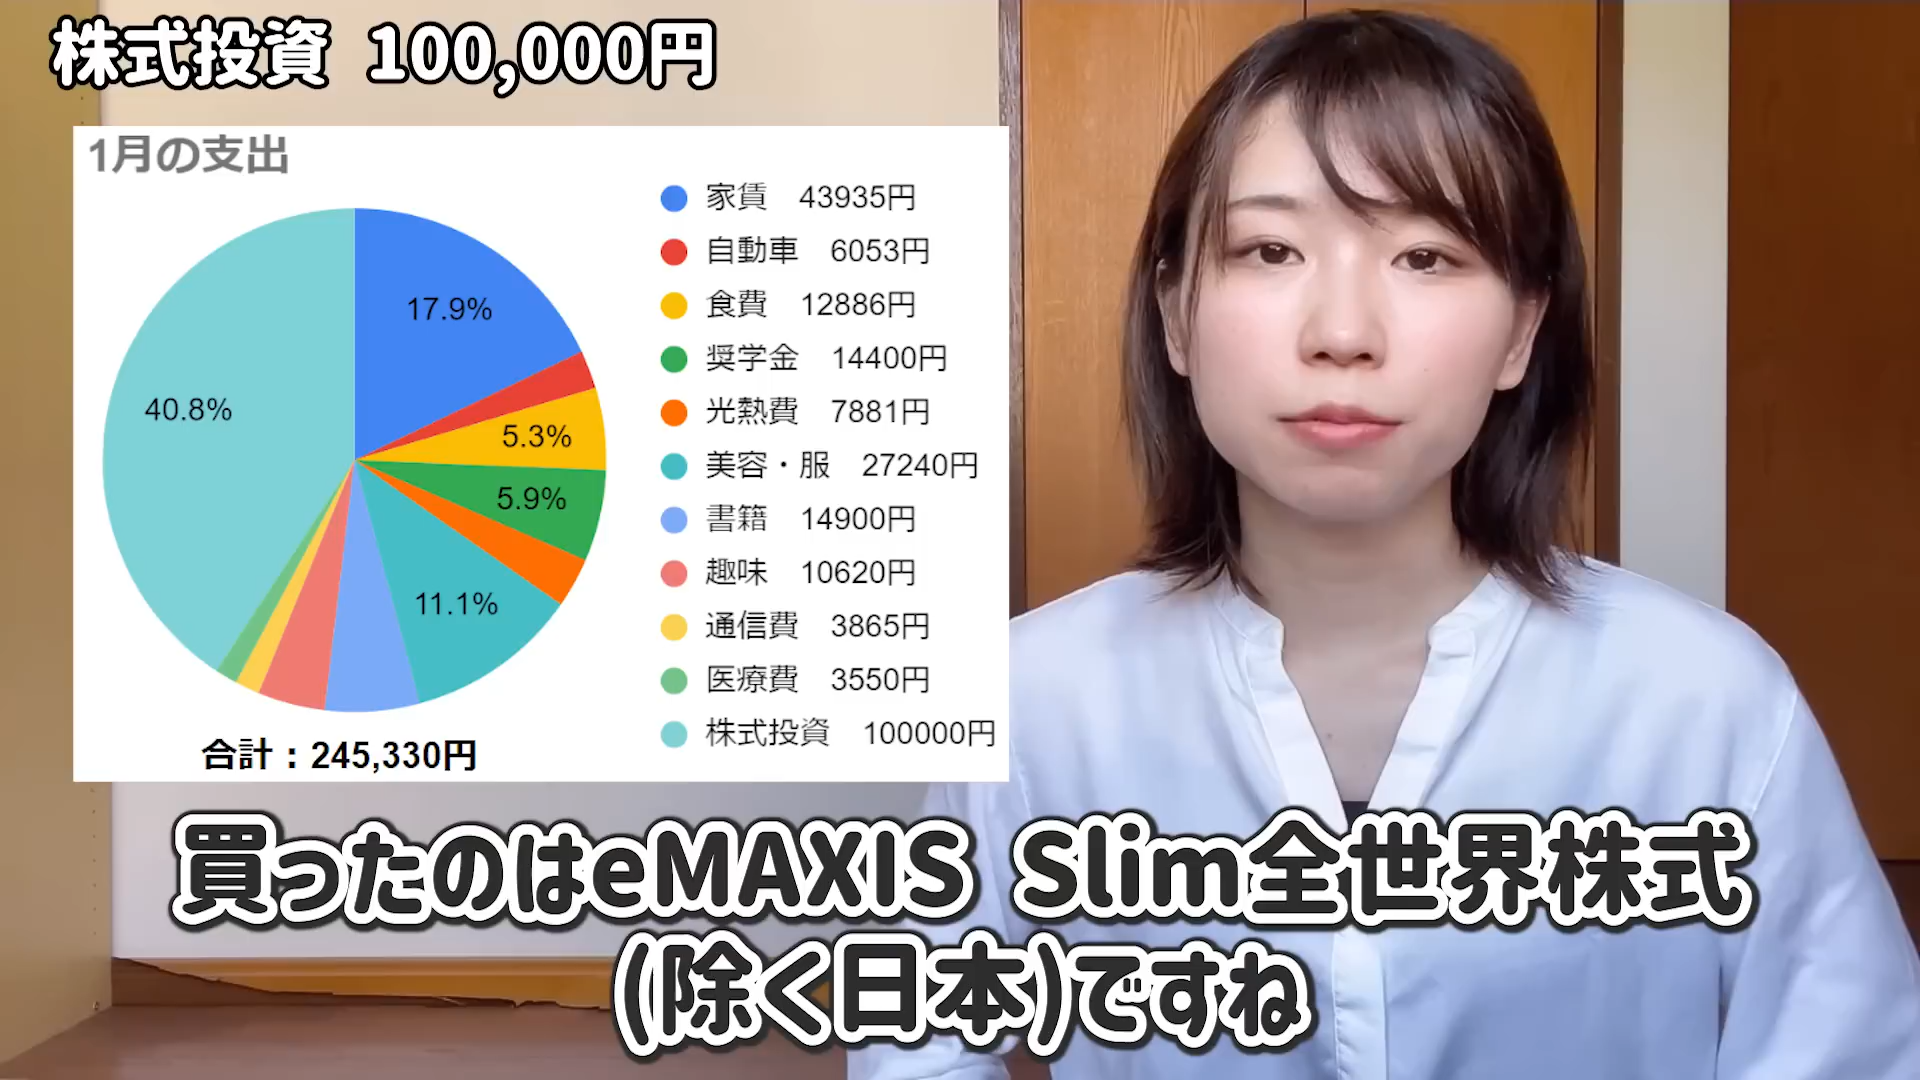 株式投資 100,000円
1月の支出
17.9%
5.3%
5.9%
11.1%
40.8%
家賃 43935円
自動車 6053円
食費 12886円
奨学金 14400円
光熱費 7881円
美容・服 27240円
書籍 14900円
趣味 10620円
通信費 3865円
医療費 3550円
株式投資 100000円
合計：245,330円
買ったのはeMAXIS Slim全世界株式
(除く日本)ですね